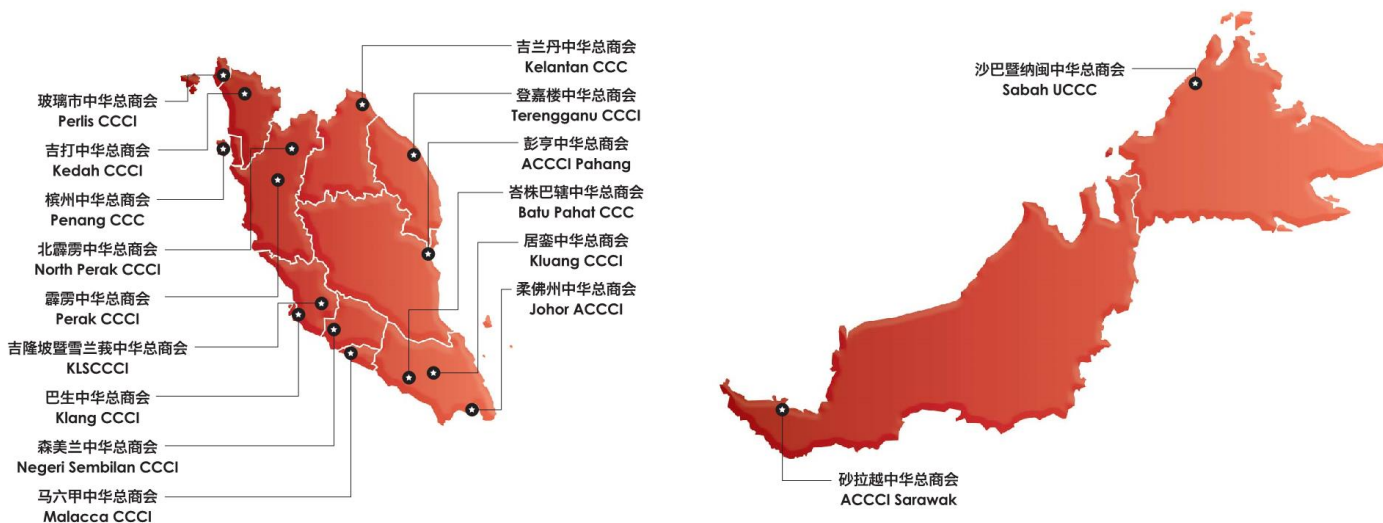 玻璃市中华总商会
Perlis CCCI
吉打中华总商会
Kedah CCCI
槟州中华总商会
Penang CCC
北霹雳中华总商会
North Perak CCCI
霹雳中华总商会
Perak CCCI
吉隆坡暨雪兰莪中华总商会
KLSCCCI
巴生中华总商会
Klang CCCI
森美兰中华总商会
Negeri Sembilan CCCI
马六甲中华总商会
Malacca CCCI
吉兰丹中华总商会
Kelantan CCC
登嘉楼中华总商会
Terengganu CCCI
彭亨中华总商会
ACCCI Pahang
峇株巴辖中华总商会
Batu Pahat CCC
居銮中华总商会
Kluang CCCI
柔佛州中华总商会
Johor ACCCI
沙巴暨纳闽中华总商会
Sabah UCCC
砂拉越中华总商会
ACCCI Sarawak